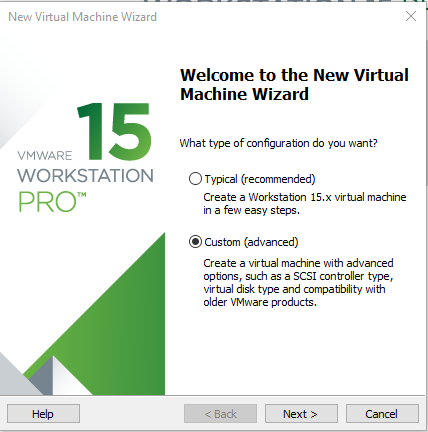 New Virtual Machine Wizard
15
VMWARE
WORKSTATION
PRO™
Welcome to the New Virtual
Machine Wizard
What type of configuration do you want?
Typical (recommended)
Create a Workstation 15.x virtual machine
in a few easy steps.
Custom (advanced)
Create a virtual machine with advanced
options, such as a SCSI controller type,
virtual disk type and compatibility with
older VMware products.
Help
< Back
Next >
Cancel